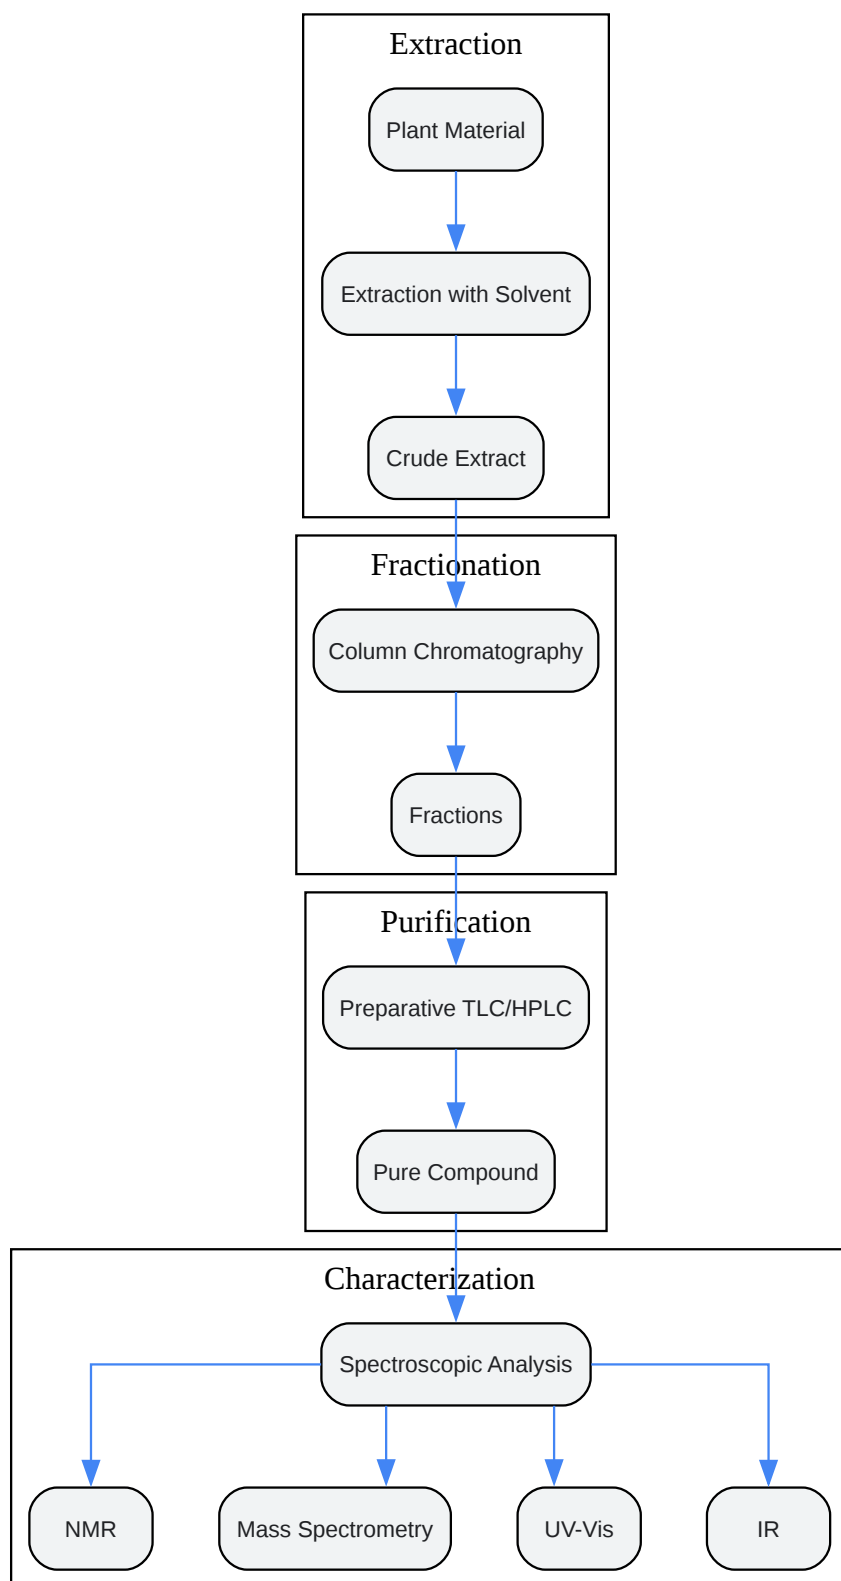 Extraction
Plant Material
Extraction with Solvent
Crude Extract
Fractionation
Column Chromatography
Fractions
Purification
Preparative TLC/HPLC
Pure Compound
Characterization
Spectroscopic Analysis
NMR
Mass Spectrometry
UV-Vis
IR